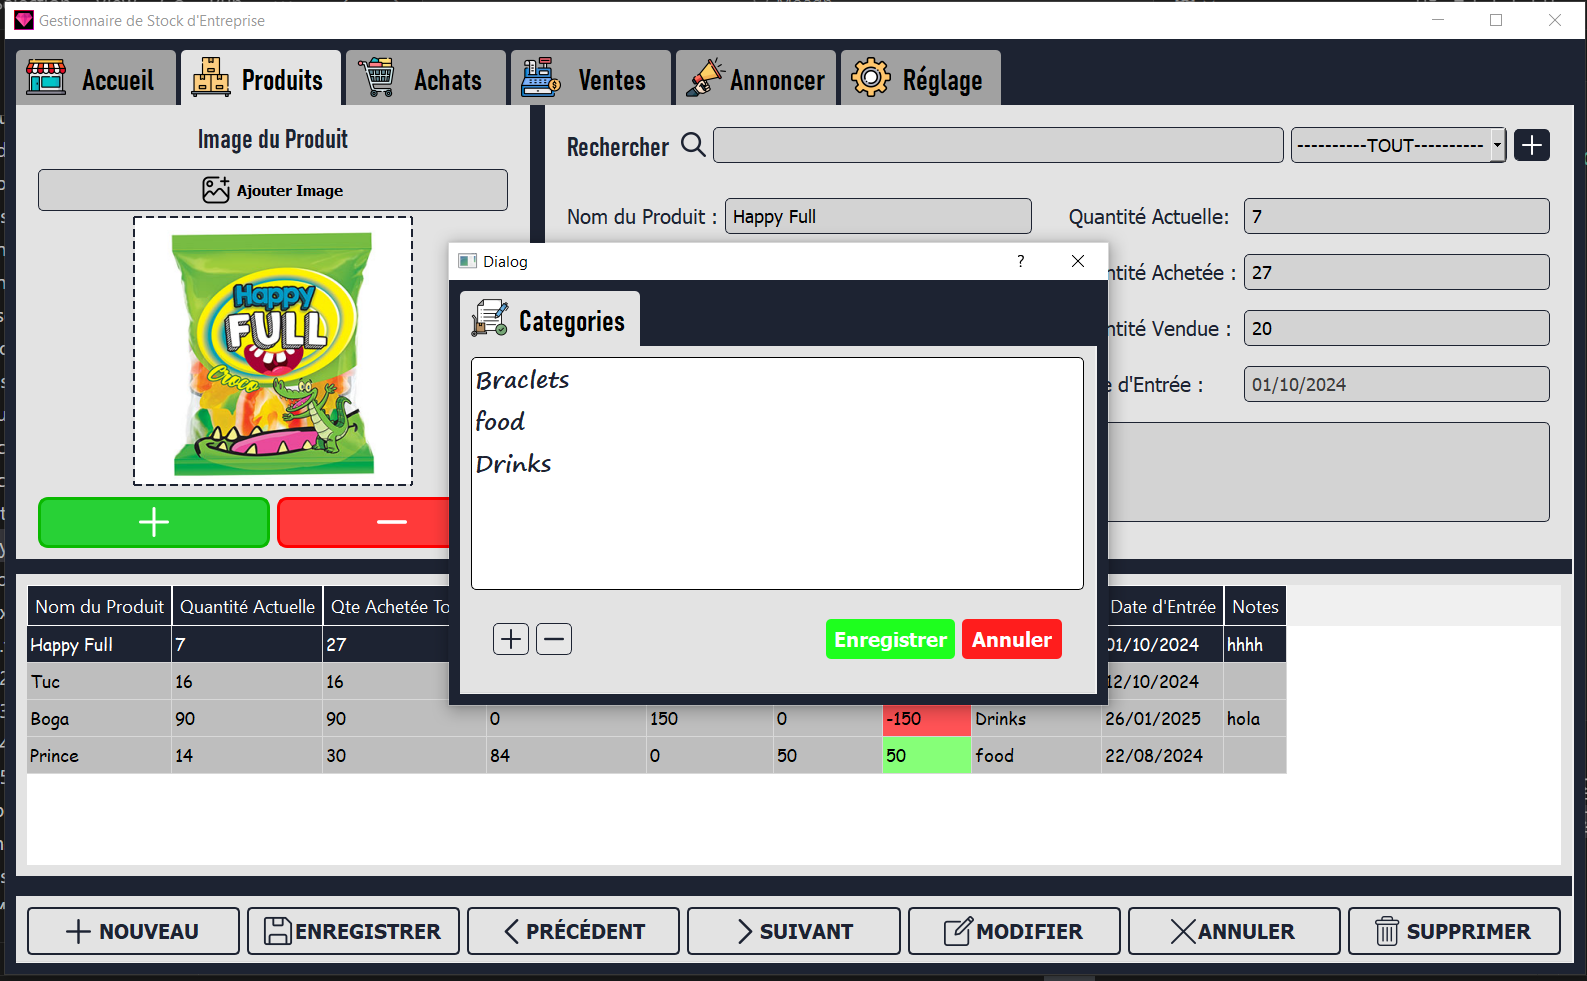 Gestionnaire de Stock d'Entreprise
Accueil
Produits
Achats
Ventes
Annoncer
Réglage
Image du Produit
Ajouter Image
Happy
FULL
Croco
Rechercher
----------TOUT----------
Nom du Produit :
Happy Full
Quantité Actuelle:
7
ntité Achetée :
27
ntité Vendue :
20
e d'Entrée :
01/10/2024
Dialog
?
Categories
Braclets
food
Drinks
Enregistrer
Annuler
Nom du Produit Quantité Actuelle Qte Achetée To Date d'Entrée Notes
Happy Full 7 27 01/10/2024 hhhh
Tuc 16 16 12/10/2024
Boga 90 90 0 150 0 -150 Drinks 26/01/2025 hola
Prince 14 30 84 0 50 50 food 22/08/2024
NOUVEAU
ENREGISTRER
PRÉCÉDENT
SUIVANT
MODIFIER
ANNULER
SUPPRIMER